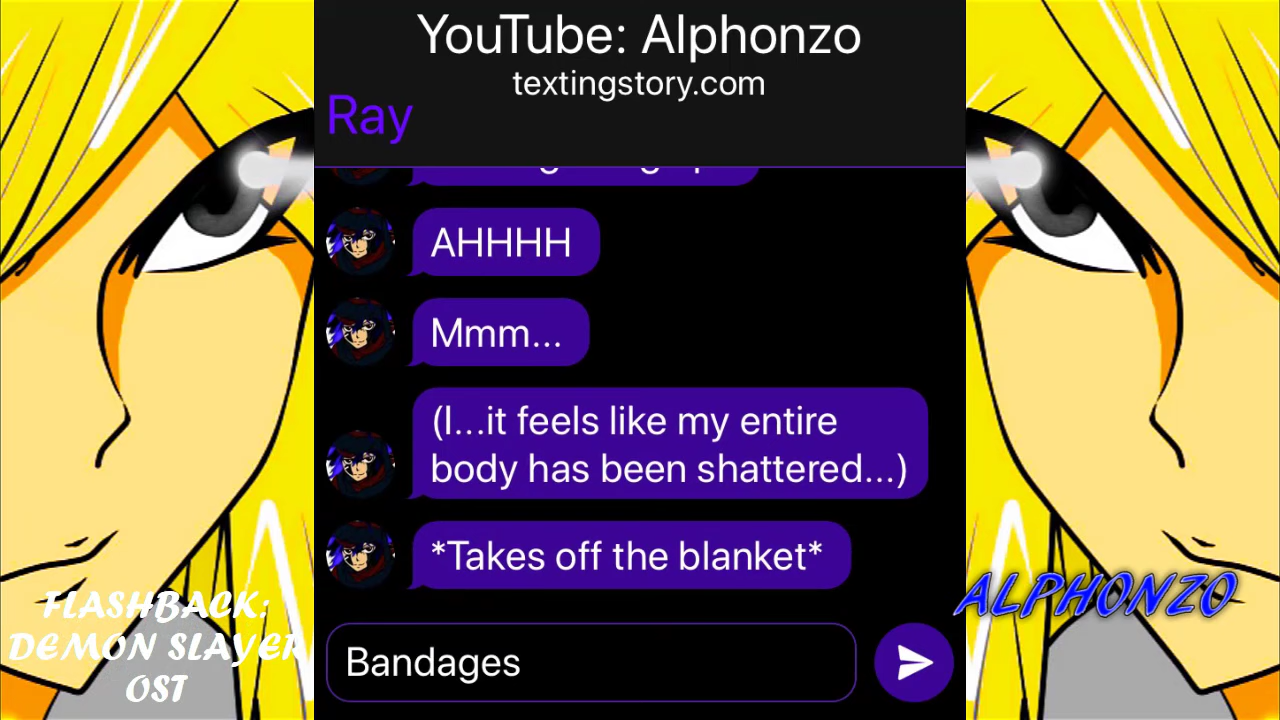 YouTube: Alphonzo
textingstory.com
Ray
AHHHH
Mmm...
(I...it feels like my entire
body has been shattered...)
*Takes off the blanket*
Bandages
FLASHBACK:
DEMON SLAYER
OST
ALPHONZO